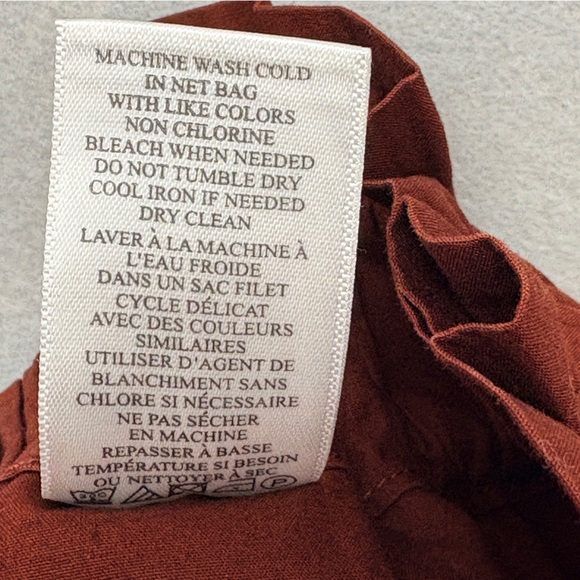 MACHINE WASH COLD
IN NET BAG
WITH LIKE COLORS
NON CHLORINE
BLEACH WHEN NEEDED
DO NOT TUMBLE DRY
COOL IRON IF NEEDED
DRY CLEAN
LAVER À LA MACHINE À
L'EAU FROIDE
DANS UN SAC FILET
CYCLE DÉLICAT
AVEC DES COULEURS
SIMILAIRES
UTILISER D'AGENT DE
BLANCHIMENT SANS
CHLORE SI NÉCESSAIRE
NE PAS SÉCHER
EN MACHINE
REPASSER À BASSE
TEMPÉRATURE SI BESOIN
OU NETTOYER À SEC
P